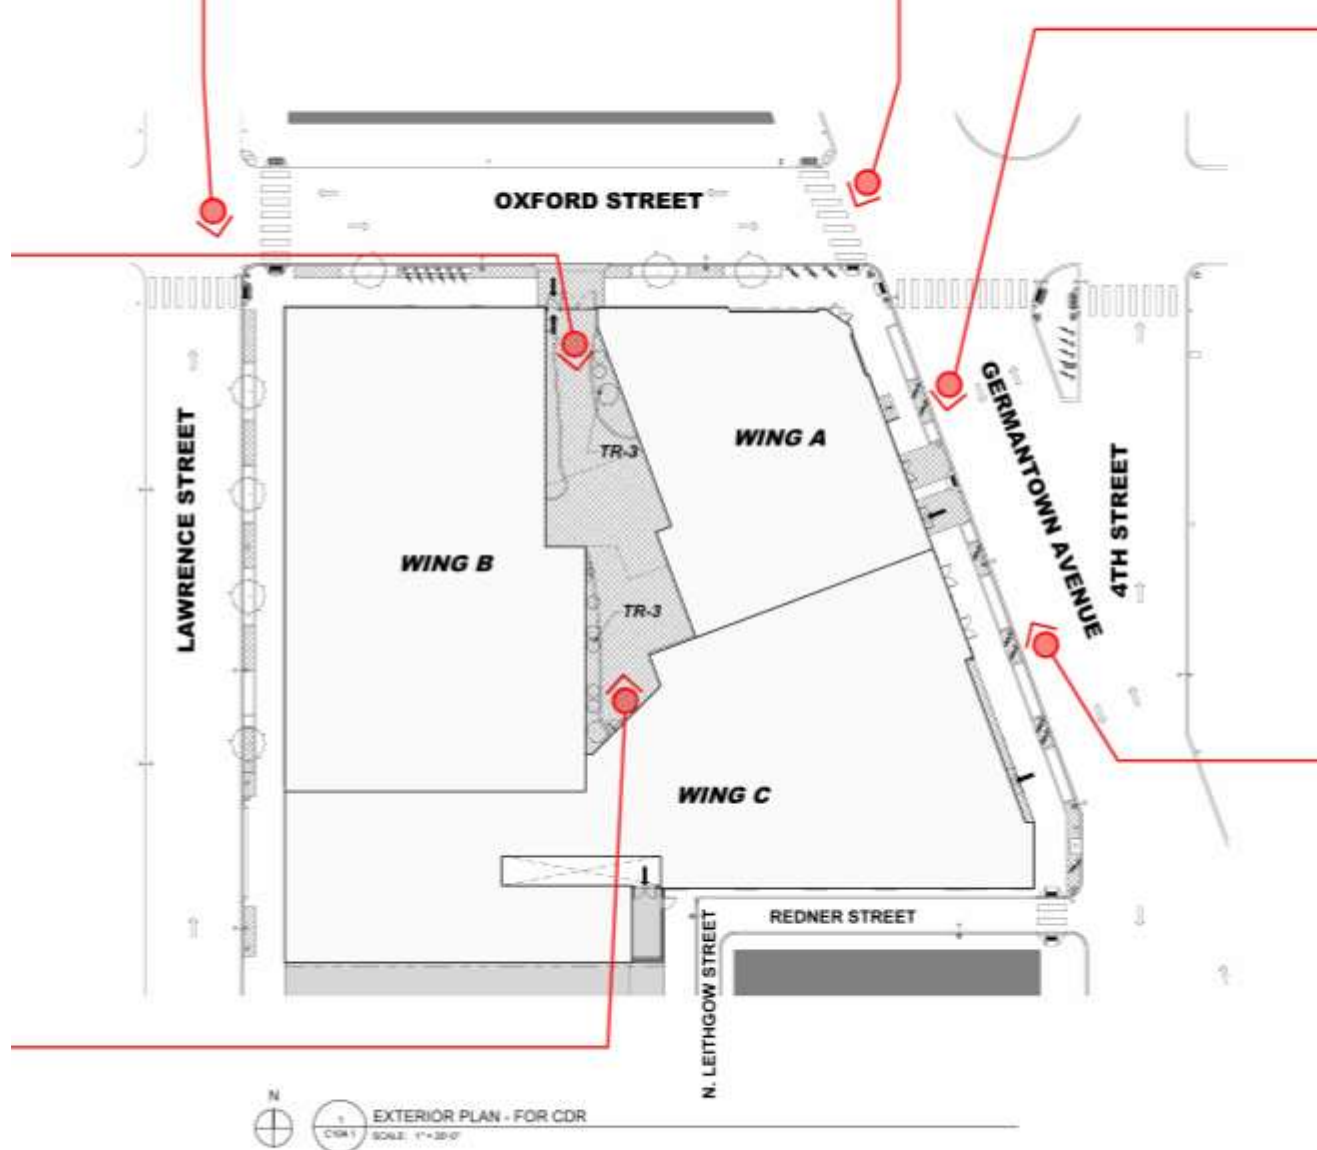 OXFORD STREET
LAWRENCE STREET
WING A
TR-3
GERMANTOWN AVENUE
4TH STREET
WING B
TR-3
WING C
REDNER STREET
N. LEITHGOW STREET
N
1
EXTERIOR PLAN - FOR CDR